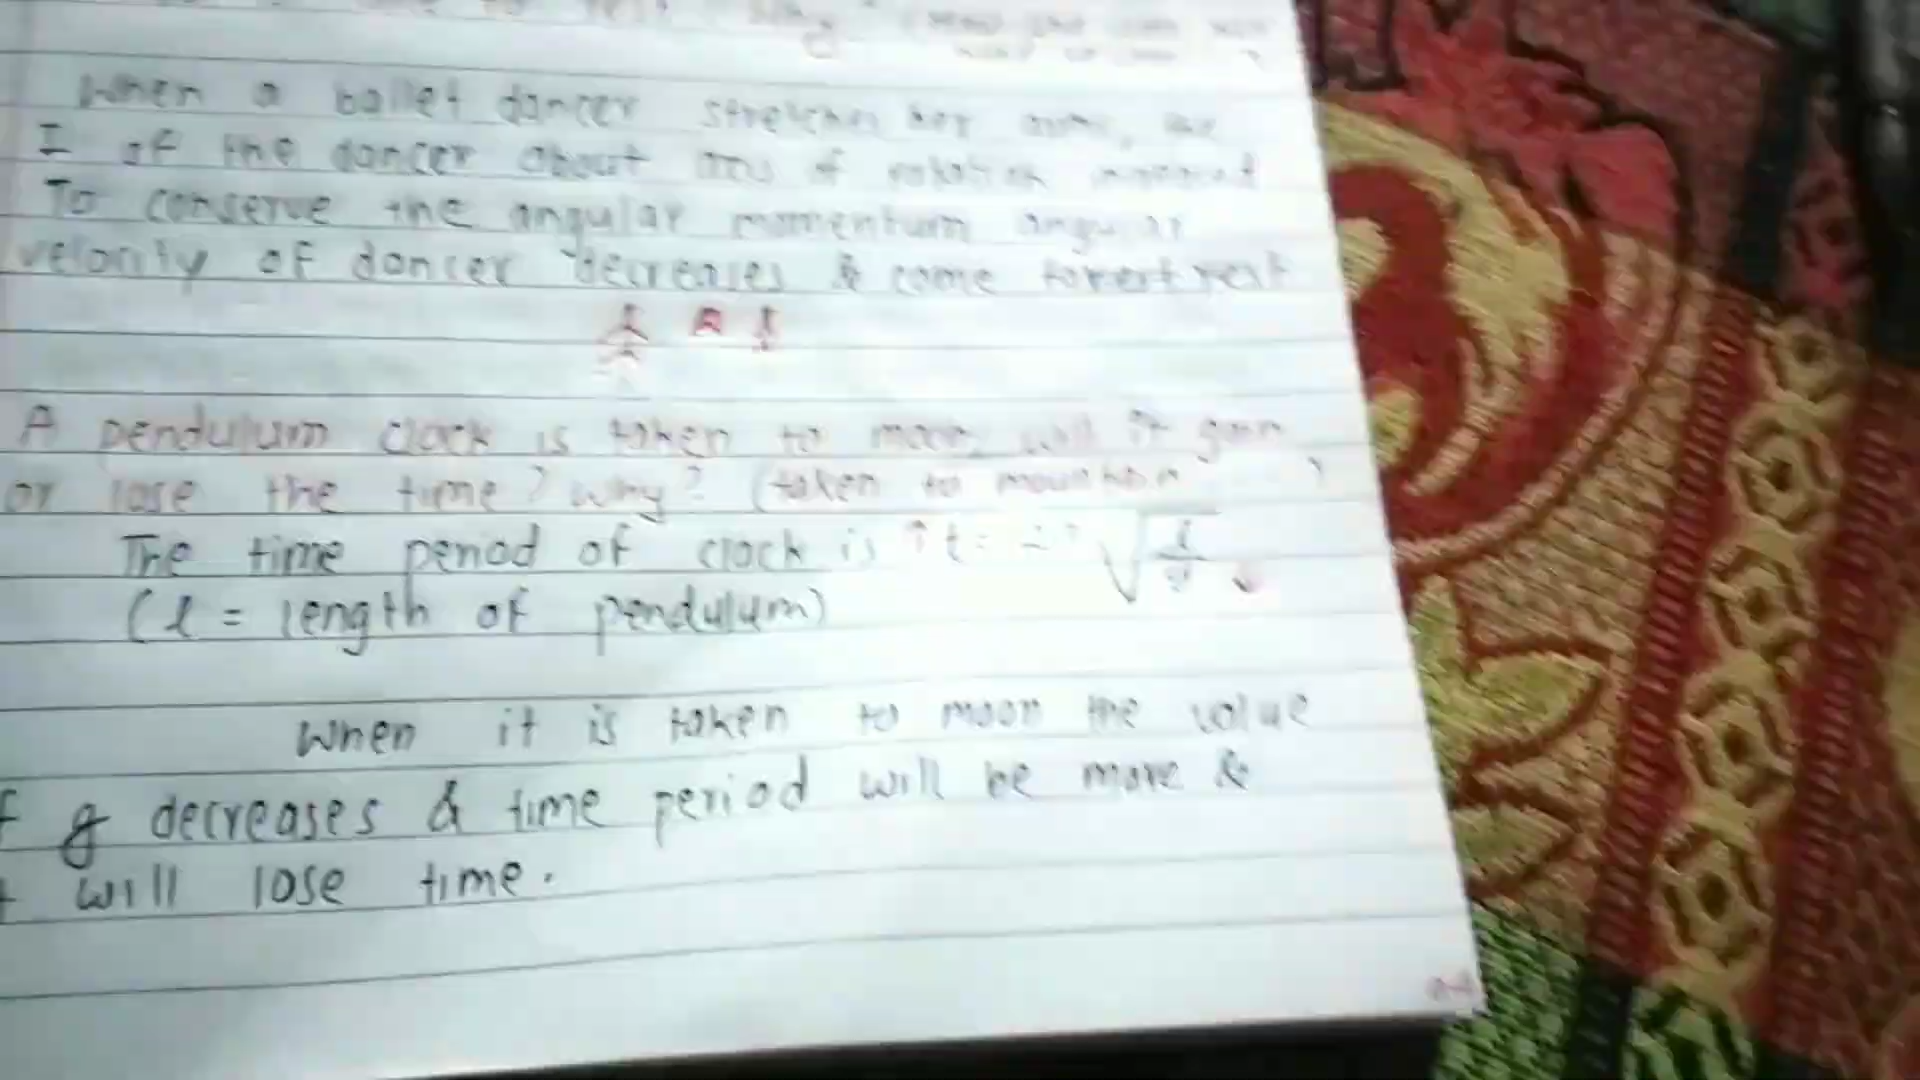 Why?
When a ballet dancer stretches her arms,
I of the dancer about axis of rotation
To conserve the angular momentum angular
velocity of dancer decreases & come to rest
A pendulum clock is taken to moon, will it gain
or lose the time? Why? (taken to mountain
The time period of clock is ↑ t =
(l = length of pendulum)
When it is taken to moon the value
g decreases & time period will be more &
will lose time.